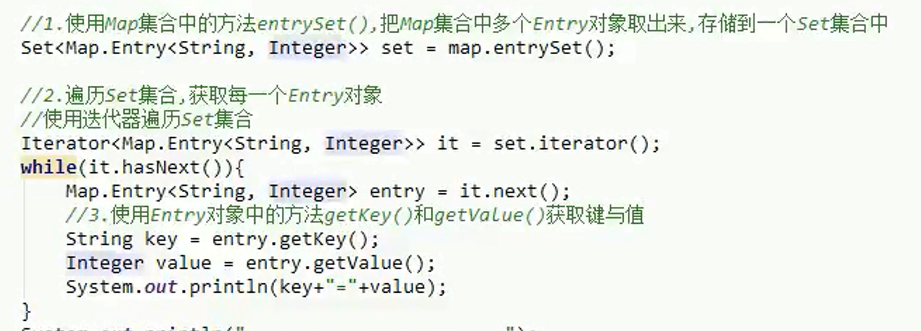 //1.使用Map集合中的方法entrySet(),把Map集合中多个Entry对象取出来,存储到一个Set集合中
Set<Map.Entry<String, Integer>> set = map.entrySet();
//2.遍历Set集合,获取每一个Entry对象
//使用迭代器遍历Set集合
Iterator<Map.Entry<String, Integer>> it = set.iterator();
while(it.hasNext()){
Map.Entry<String, Integer> entry = it.next();
//3.使用Entry对象中的方法getKey()和getValue()获取键与值
String key = entry.getKey();
Integer value = entry.getValue();
System.out.println(key+"="+value);
}